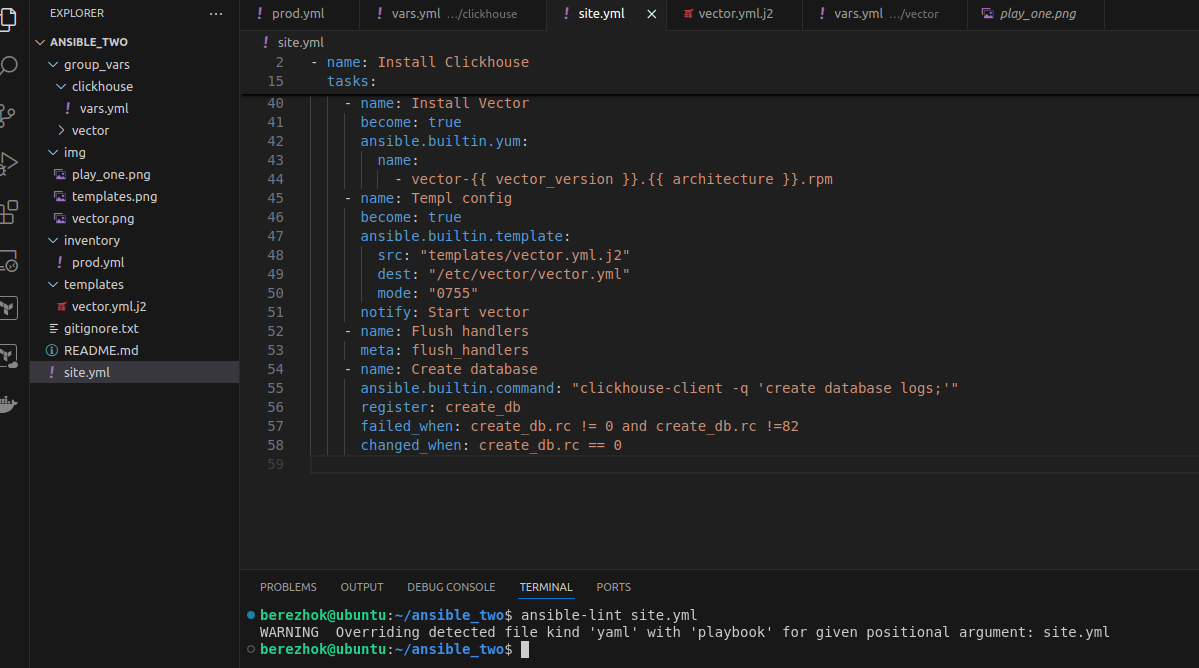 EXPLORER ...
ANSIBLE_TWO
group_vars
clickhouse
! vars.yml
vector
img
play_one.png
templates.png
vector.png
inventory
! prod.yml
templates
vector.yml.j2
gitignore.txt
README.md
! site.yml
! prod.yml ! vars.yml .../clickhouse ! site.yml × vector.yml.j2 ! vars.yml .../vector play_one.png
! site.yml
2 - name: Install Clickhouse
15 tasks:
40 - name: Install Vector
41 become: true
42 ansible.builtin.yum:
43 name:
44 - vector-{{ vector_version }}.{{ architecture }}.rpm
45 - name: Templ config
46 become: true
47 ansible.builtin.template:
48 src: "templates/vector.yml.j2"
49 dest: "/etc/vector/vector.yml"
50 mode: "0755"
51 notify: Start vector
52 - name: Flush handlers
53 meta: flush_handlers
54 - name: Create database
55 ansible.builtin.command: "clickhouse-client -q 'create database logs;'"
56 register: create_db
57 failed_when: create_db.rc != 0 and create_db.rc !=82
58 changed_when: create_db.rc == 0
59
PROBLEMS OUTPUT DEBUG CONSOLE TERMINAL PORTS
berezhok@ubuntu:~/ansible_two$ ansible-lint site.yml
WARNING  Overriding detected file kind 'yaml' with 'playbook' for given positional argument: site.yml
berezhok@ubuntu:~/ansible_two$